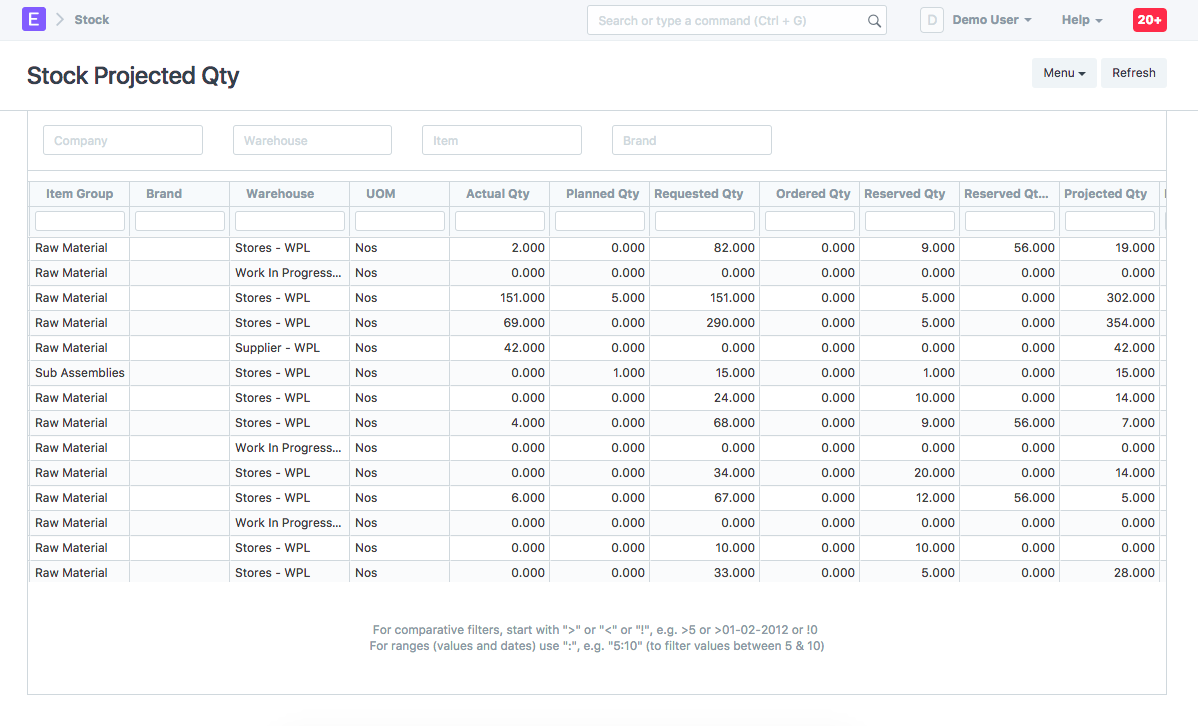 E Stock Search or type a command (Ctrl + G) D Demo User Help 20+
Stock Projected Qty Menu Refresh
Company Warehouse Item Brand
Item Group Brand Warehouse UOM Actual Qty Planned Qty Requested Qty Ordered Qty Reserved Qty Reserved Qt... Projected Qty
Raw Material Stores - WPL Nos 2.000 0.000 82.000 0.000 9.000 56.000 19.000
Raw Material Work In Progress... Nos 0.000 0.000 0.000 0.000 0.000 0.000 0.000
Raw Material Stores - WPL Nos 151.000 5.000 151.000 0.000 5.000 0.000 302.000
Raw Material Stores - WPL Nos 69.000 0.000 290.000 0.000 5.000 0.000 354.000
Raw Material Supplier - WPL Nos 42.000 0.000 0.000 0.000 0.000 0.000 42.000
Sub Assemblies Stores - WPL Nos 0.000 1.000 15.000 0.000 1.000 0.000 15.000
Raw Material Stores - WPL Nos 0.000 0.000 24.000 0.000 10.000 0.000 14.000
Raw Material Stores - WPL Nos 4.000 0.000 68.000 0.000 9.000 56.000 7.000
Raw Material Work In Progress... Nos 0.000 0.000 0.000 0.000 0.000 0.000 0.000
Raw Material Stores - WPL Nos 0.000 0.000 34.000 0.000 20.000 0.000 14.000
Raw Material Stores - WPL Nos 6.000 0.000 67.000 0.000 12.000 56.000 5.000
Raw Material Work In Progress... Nos 0.000 0.000 0.000 0.000 0.000 0.000 0.000
Raw Material Stores - WPL Nos 0.000 0.000 10.000 0.000 10.000 0.000 0.000
Raw Material Stores - WPL Nos 0.000 0.000 33.000 0.000 5.000 0.000 28.000
For comparative filters, start with ">" or "<" or "!", e.g. >5 or >01-02-2012 or !0
For ranges (values and dates) use ":", e.g. "5:10" (to filter values between 5 & 10)